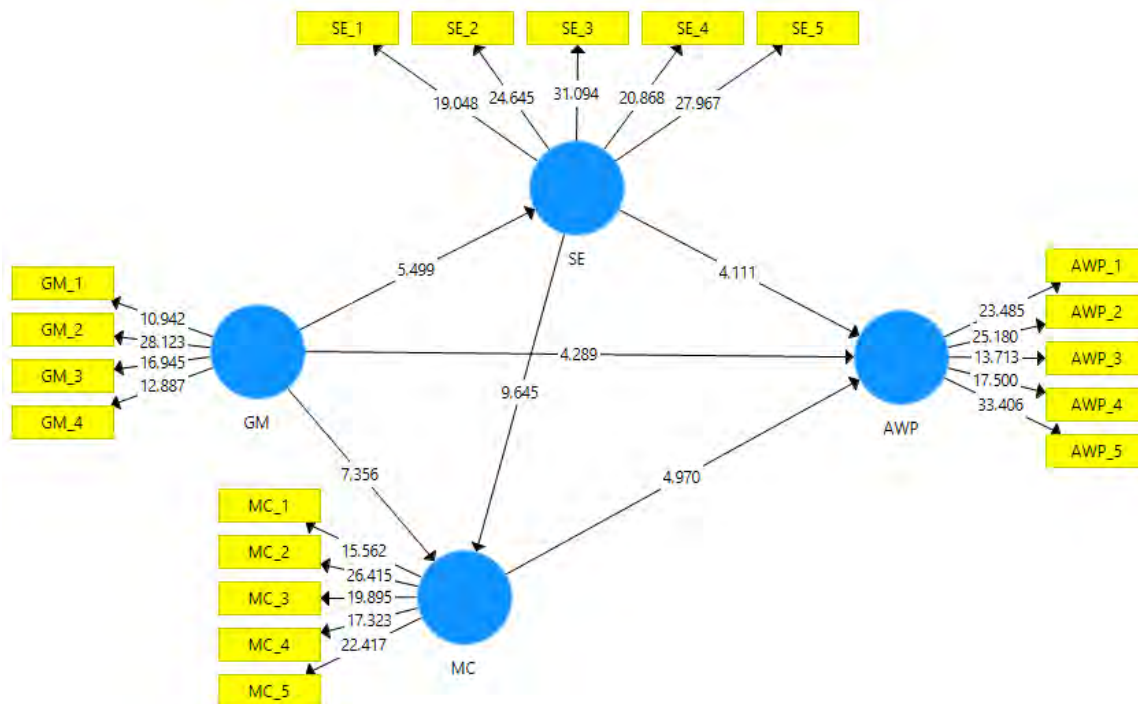 SE_1 SE_2 SE_3 SE_4 SE_5
19.048 24.645 31.094 20.868 27.967
SE
5.499
4.111
GM_1
GM_2
GM_3
GM_4
10.942
28.123
16.945
12.887
GM
4.289
9.645
7.356
4.970
AWP_1
AWP_2
AWP_3
AWP_4
AWP_5
23.485
25.180
13.713
17.500
33.406
AWP
MC_1
MC_2
MC_3
MC_4
MC_5
15.562
26.415
19.895
17.323
22.417
MC